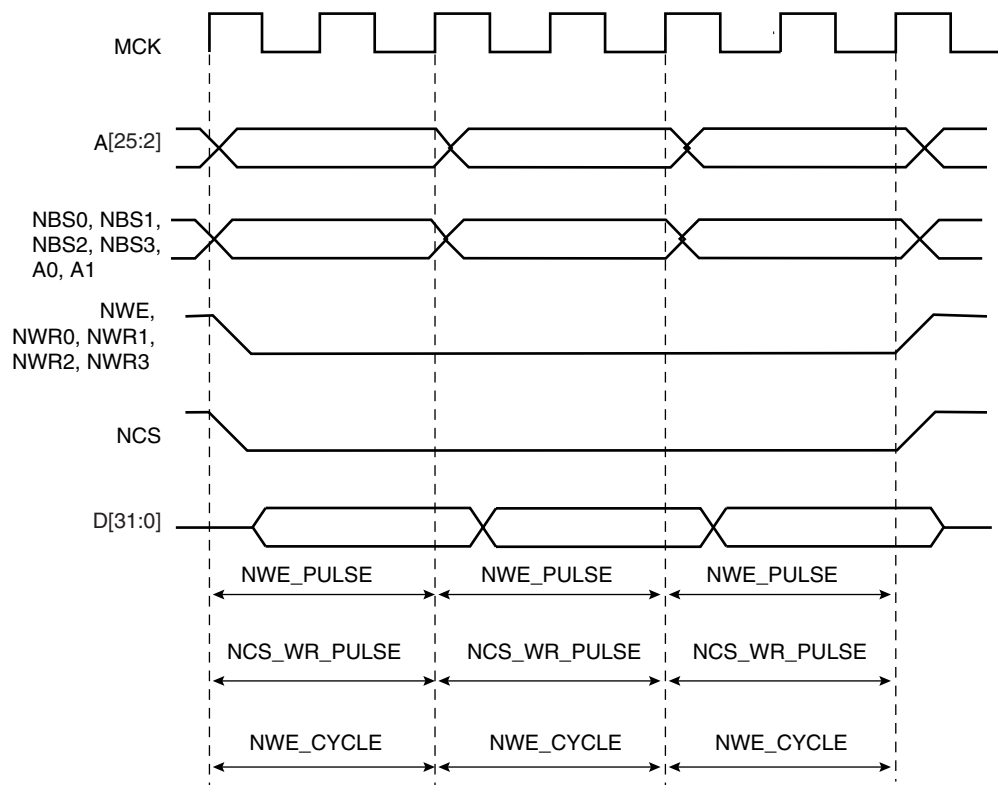 MCK
A[25:2]
NBS0, NBS1,
NBS2, NBS3,
A0, A1
NWE,
NWR0, NWR1,
NWR2, NWR3
NCS
D[31:0]
NWE_PULSE NWE_PULSE NWE_PULSE
NCS_WR_PULSE NCS_WR_PULSE NCS_WR_PULSE
NWE_CYCLE NWE_CYCLE NWE_CYCLE